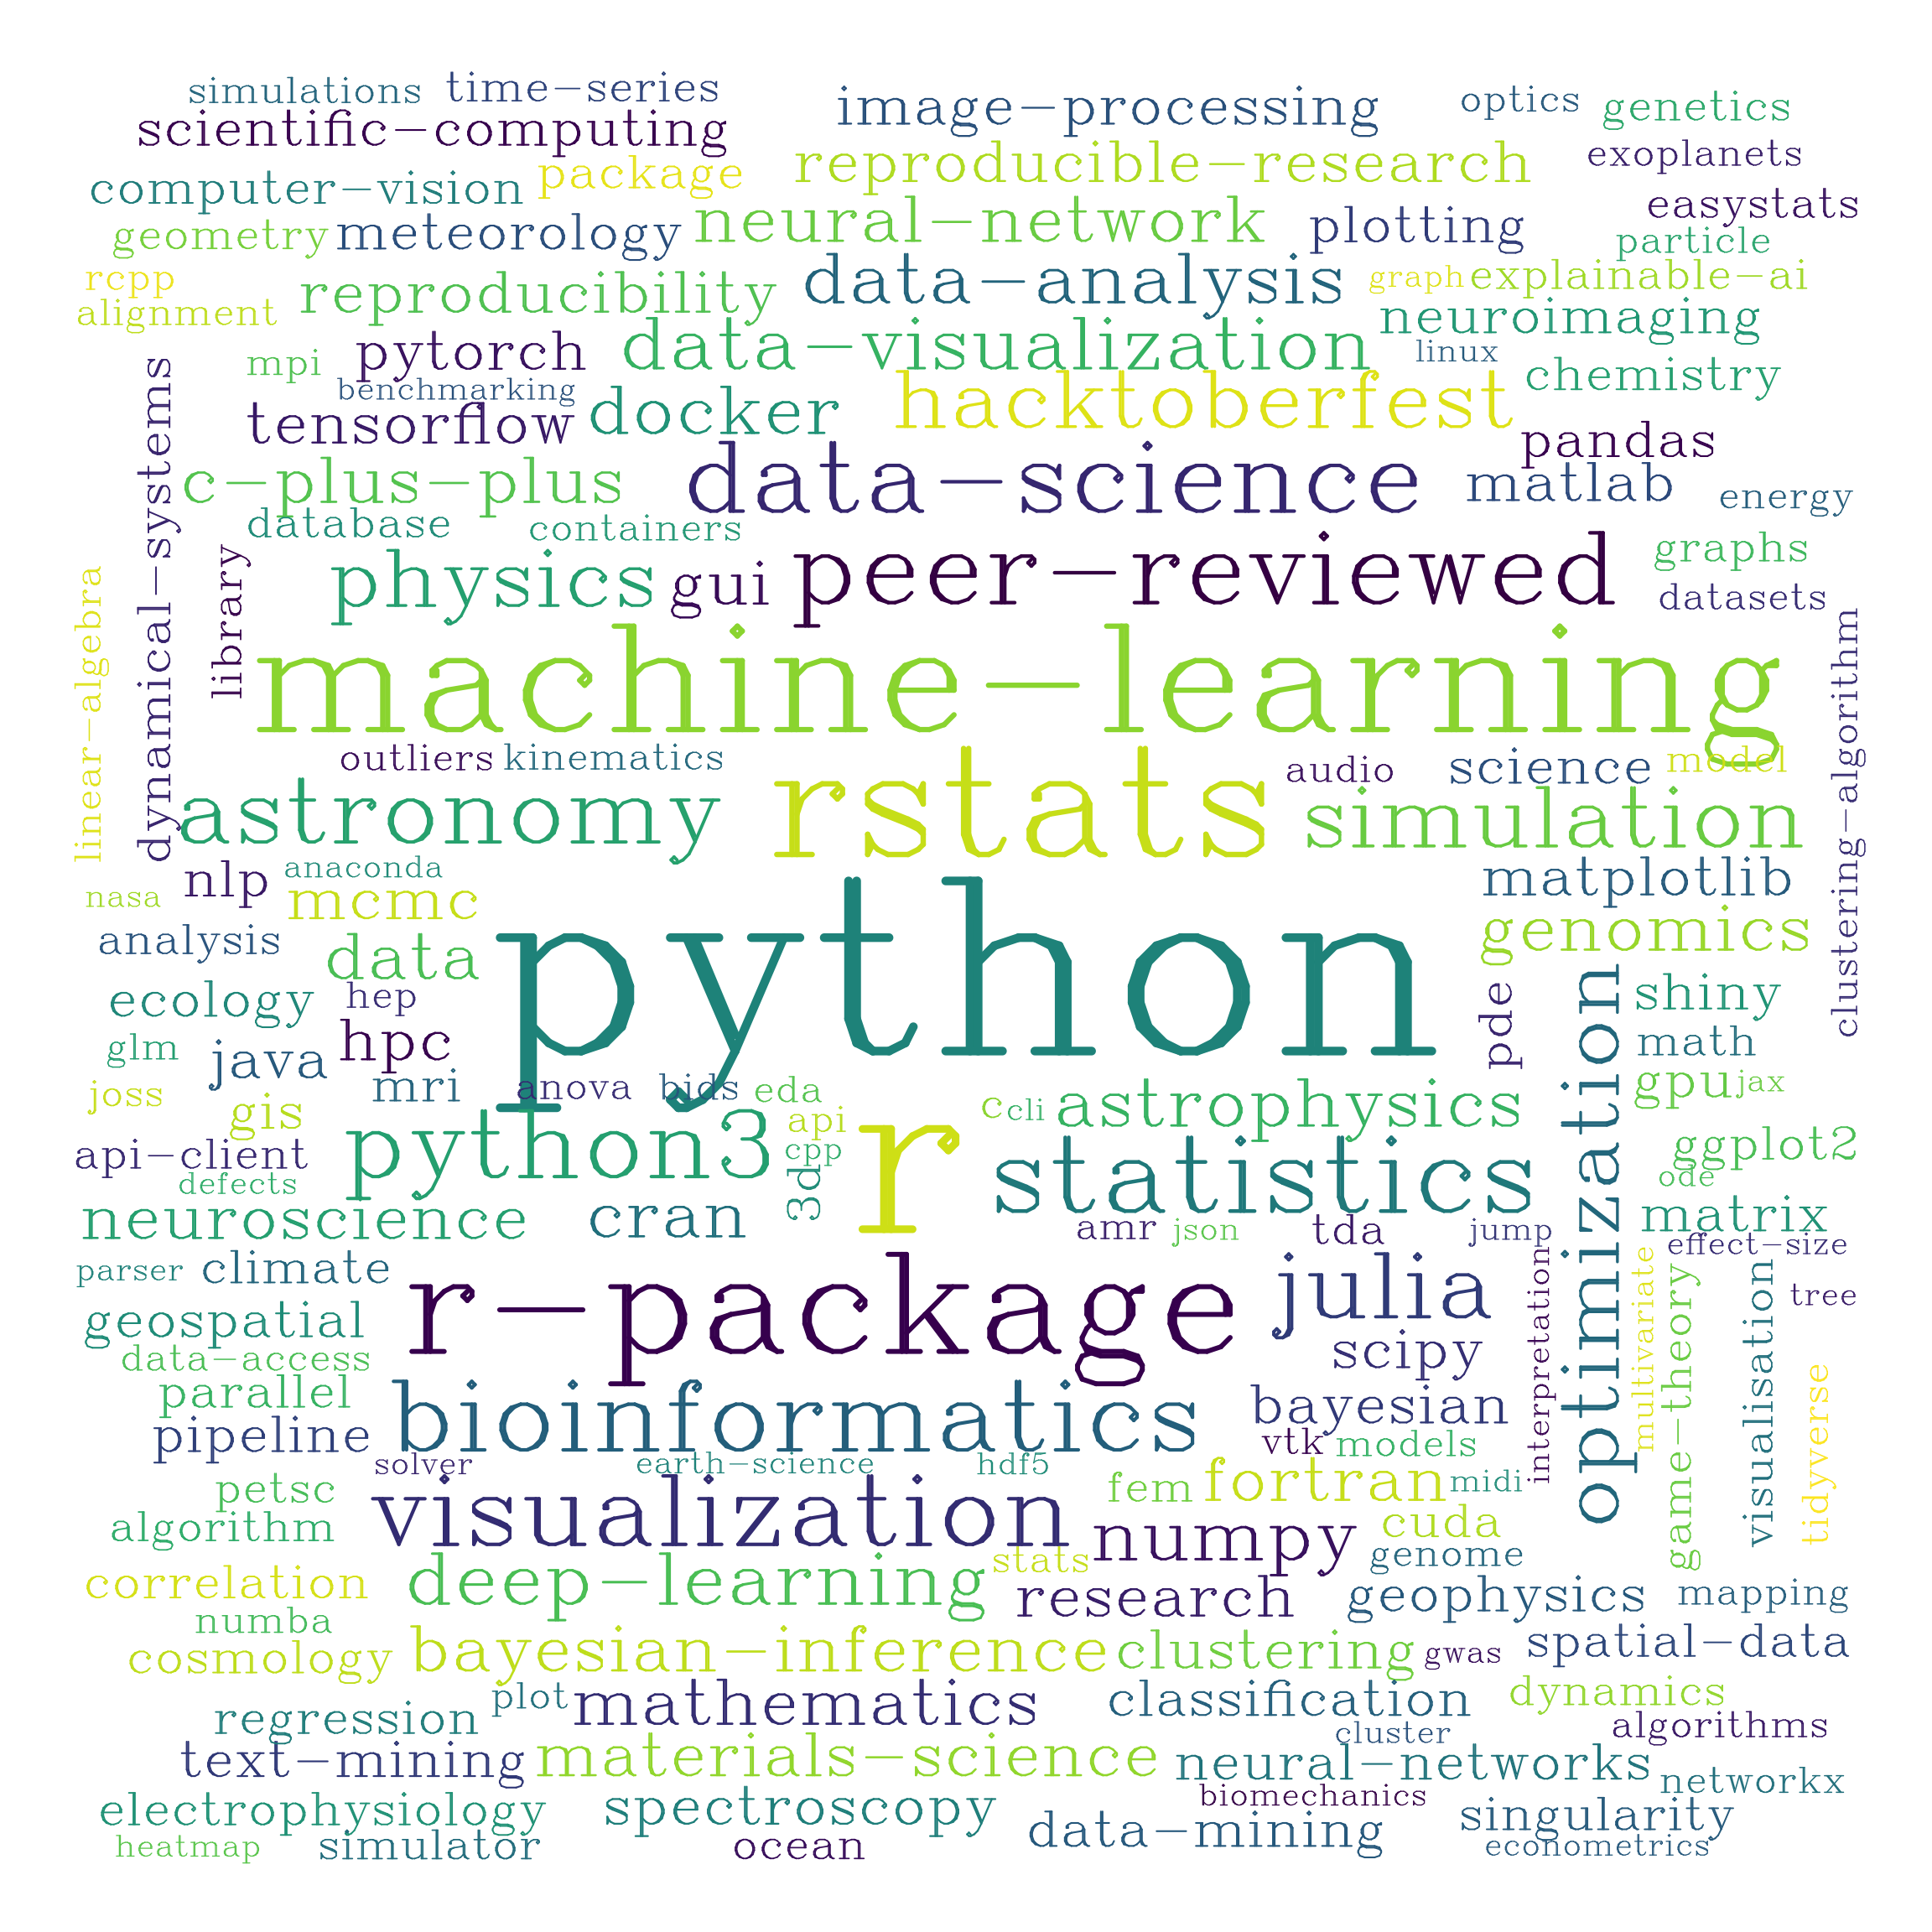 simulations
time-series
image-processing
optics
genetics
scientific-computing
exoplanets
computer-vision
package
reproducible-research
easystats
geometry
meteorology
neural-network
plotting
particle
rcpp
reproducibility
data-analysis
graph
explainable-ai
alignment
neuroimaging
mpi
pytorch
data-visualization
linux
chemistry
benchmarking
tensorflow
docker
hacktoberfest
pandas
dynamical-systems
c-plus-plus
data-science
matlab
energy
database
containers
linear-algebra
library
physics
gui
peer-reviewed
graphs
datasets
machine-learning
clustering-algorithm
outliers
kinematics
rstats
audio
science
model
astronomy
simulation
nlp
anaconda
matplotlib
nasa
mcmc
python
genomics
analysis
data
ecology
hep
pde
optimization
shiny
glm
java
hpc
math
joss
gis
mri
anova
bids
eda
gpu
jax
api
c
cli
astrophysics
api-client
python3
cpp
r
statistics
ggplot2
defects
3d
ode
neuroscience
cran
amr
json
tda
jump
matrix
effect-size
parser
climate
r-package
julia
interpretation
multivariate
game-theory
visualisation
tree
geospatial
scipy
data-access
parallel
bioinformatics
bayesian
tidyverse
pipeline
vtk
models
solver
earth-science
hdf5
petsc
visualization
fem
fortran
midi
algorithm
numpy
cuda
stats
genome
correlation
deep-learning
research
geophysics
mapping
numba
cosmology
bayesian-inference
clustering
gwas
spatial-data
regression
plot
mathematics
classification
dynamics
cluster
algorithms
text-mining
materials-science
neural-networks
networkx
electrophysiology
spectroscopy
biomechanics
singularity
heatmap
simulator
ocean
data-mining
econometrics